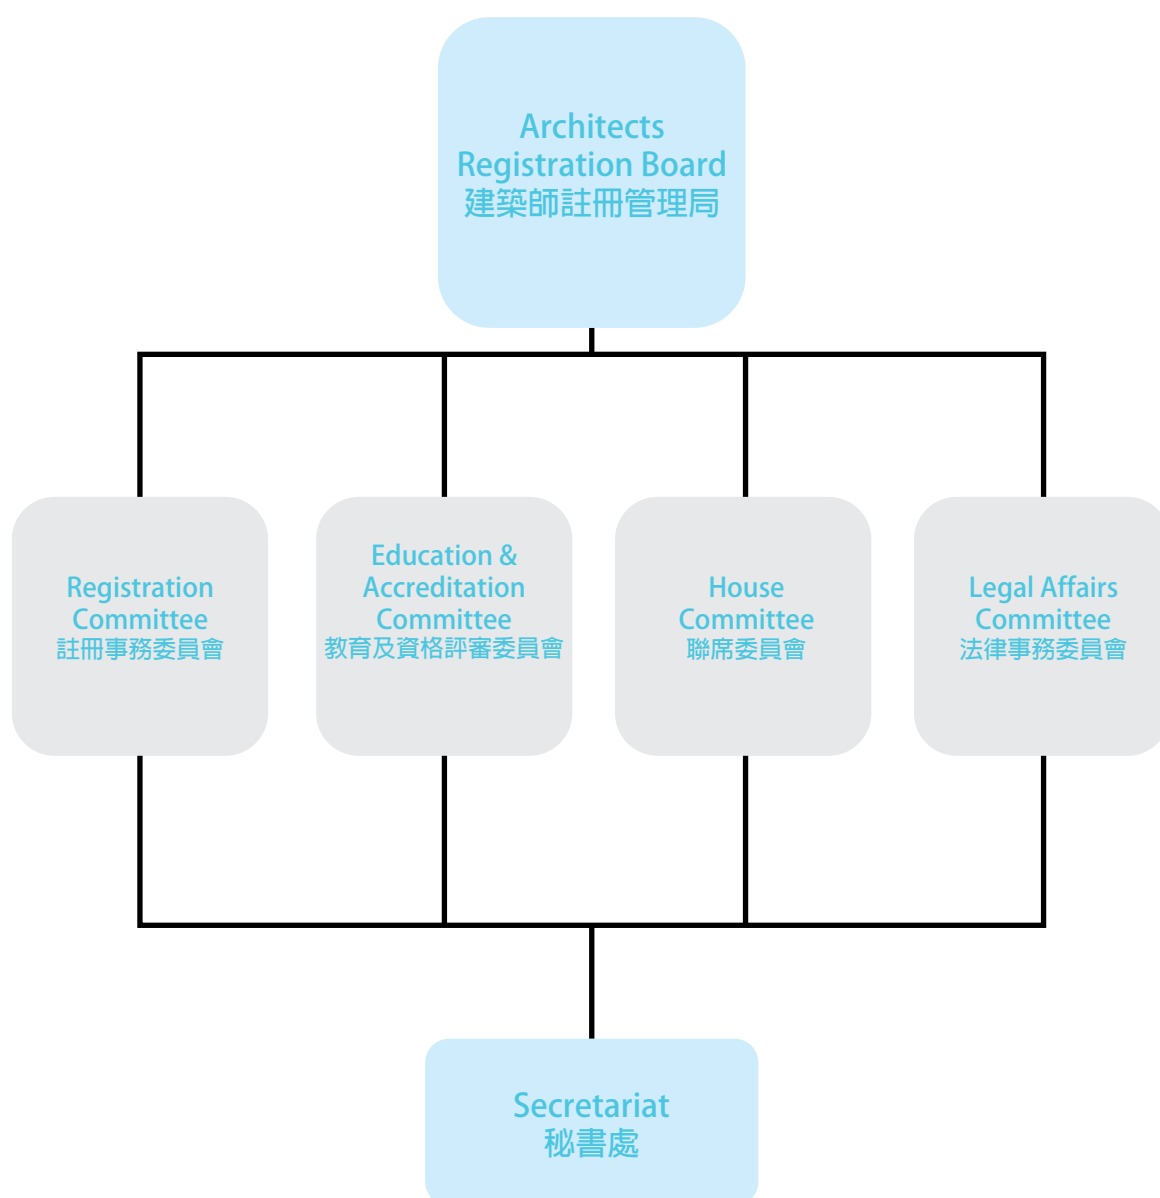 Architects
Registration Board
建築師註冊管理局
Registration
Committee
註冊事務委員會
Education &
Accreditation
Committee
教育及資格評審委員會
House
Committee
聯席委員會
Legal Affairs
Committee
法律事務委員會
Secretariat
秘書處